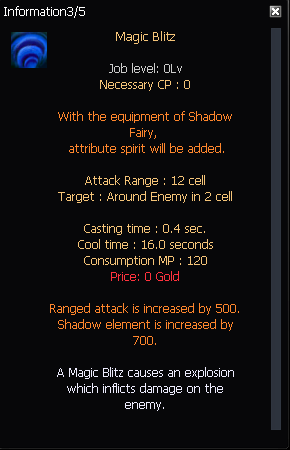 Information3/5
Magic Blitz
Job level: 0Lv
Necessary CP : 0
With the equipment of Shadow
Fairy,
attribute spirit will be added.
Attack Range : 12 cell
Target : Around Enemy in 2 cell
Casting time : 0.4 sec.
Cool time : 16.0 seconds
Consumption MP : 120
Price: 0 Gold
Ranged attack is increased by 500.
Shadow element is increased by
700.
A Magic Blitz causes an explosion
which inflicts damage on the
enemy.